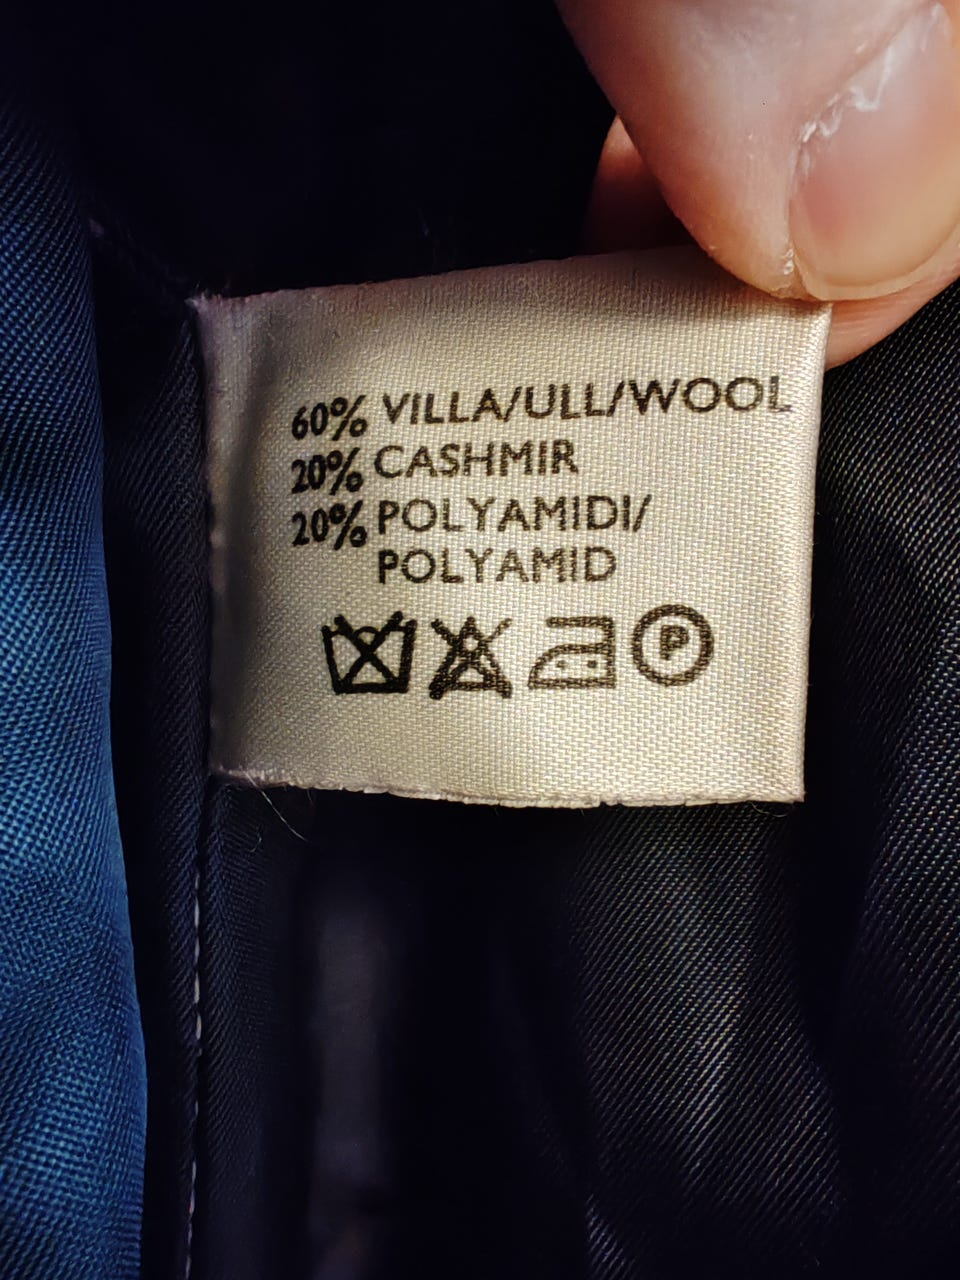 60% VILLA/ULL/WOOL
20% CASHMIR
20% POLYAMIDI/
POLYAMID
P